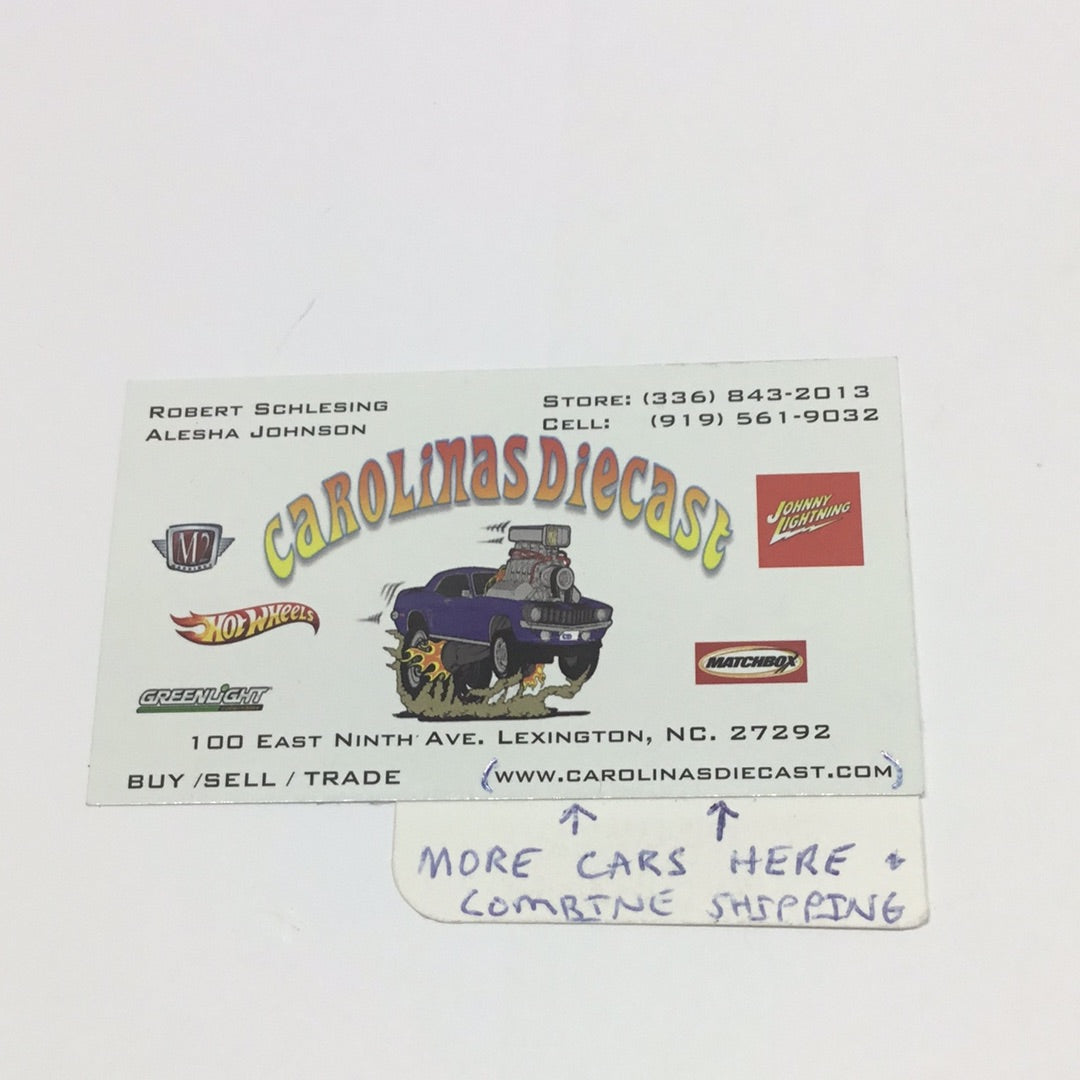 ROBERT SCHLESING
ALESHA JOHNSON
STORE: (336) 843-2013
CELL: (919) 561-9032
CAROLINAS DIECAST
M2
HOT WHEELS
GREENLIGHT
JOHNNY
LIGHTNING
MATCHBOX
100 EAST NINTH AVE. LEXINGTON, NC. 27292
BUY /SELL / TRADE
(WWW.CAROLINASDIECAST.COM)
↑ ↑
MORE CARS HERE +
COMBINE SHIPPING